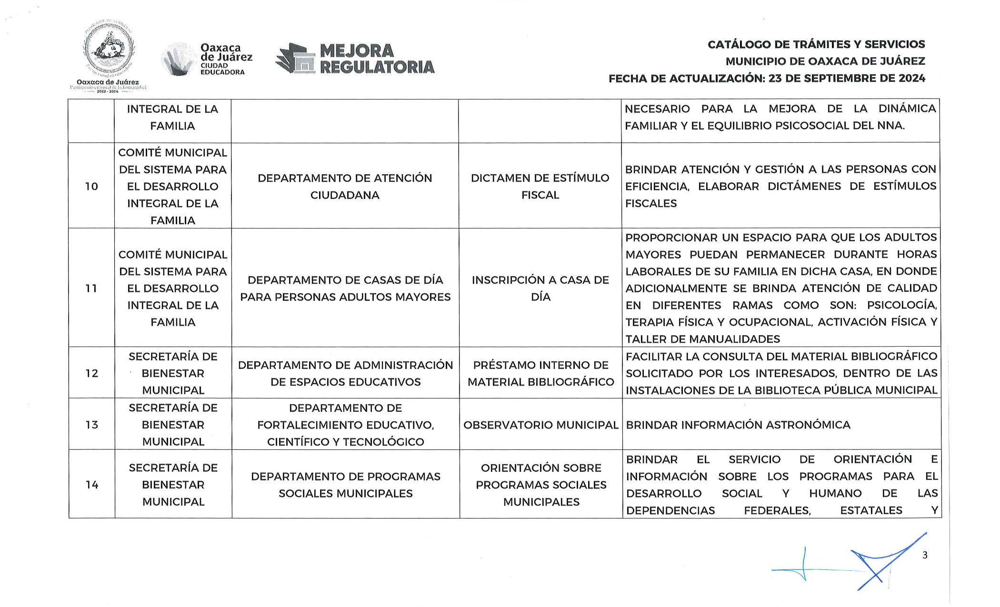 Oaxaca de Juárez
Patrimonio cultural de la humanidad
2022 - 2024
Oaxaca
de Juárez
CIUDAD
EDUCADORA
MEJORA
REGULATORIA
CATÁLOGO DE TRÁMITES Y SERVICIOS
MUNICIPIO DE OAXACA DE JUÁREZ
FECHA DE ACTUALIZACIÓN: 23 DE SEPTIEMBRE DE 2024
INTEGRAL DE LA
FAMILIA
NECESARIO PARA LA MEJORA DE LA DINÁMICA
FAMILIAR Y EL EQUILIBRIO PSICOSOCIAL DEL NNA.
10
COMITÉ MUNICIPAL
DEL SISTEMA PARA
EL DESARROLLO
INTEGRAL DE LA
FAMILIA
DEPARTAMENTO DE ATENCIÓN
CIUDADANA
DICTAMEN DE ESTÍMULO
FISCAL
BRINDAR ATENCIÓN Y GESTIÓN A LAS PERSONAS CON
EFICIENCIA, ELABORAR DICTÁMENES DE ESTÍMULOS
FISCALES
11
COMITÉ MUNICIPAL
DEL SISTEMA PARA
EL DESARROLLO
INTEGRAL DE LA
FAMILIA
DEPARTAMENTO DE CASAS DE DÍA
PARA PERSONAS ADULTOS MAYORES
INSCRIPCIÓN A CASA DE
DÍA
PROPORCIONAR UN ESPACIO PARA QUE LOS ADULTOS
MAYORES PUEDAN PERMANECER DURANTE HORAS
LABORALES DE SU FAMILIA EN DICHA CASA, EN DONDE
ADICIONALMENTE SE BRINDA ATENCIÓN DE CALIDAD
EN DIFERENTES RAMAS COMO SON: PSICOLOGÍA,
TERAPIA FÍSICA Y OCUPACIONAL, ACTIVACIÓN FÍSICA Y
TALLER DE MANUALIDADES
12
SECRETARÍA DE
BIENESTAR
MUNICIPAL
DEPARTAMENTO DE ADMINISTRACIÓN
DE ESPACIOS EDUCATIVOS
PRÉSTAMO INTERNO DE
MATERIAL BIBLIOGRÁFICO
FACILITAR LA CONSULTA DEL MATERIAL BIBLIOGRÁFICO
SOLICITADO POR LOS INTERESADOS, DENTRO DE LAS
INSTALACIONES DE LA BIBLIOTECA PÚBLICA MUNICIPAL
13
SECRETARÍA DE
BIENESTAR
MUNICIPAL
DEPARTAMENTO DE
FORTALECIMIENTO EDUCATIVO,
CIENTÍFICO Y TECNOLÓGICO
OBSERVATORIO MUNICIPAL
BRINDAR INFORMACIÓN ASTRONÓMICA
14
SECRETARÍA DE
BIENESTAR
MUNICIPAL
DEPARTAMENTO DE PROGRAMAS
SOCIALES MUNICIPALES
ORIENTACIÓN SOBRE
PROGRAMAS SOCIALES
MUNICIPALES
BRINDAR EL SERVICIO DE ORIENTACIÓN E
INFORMACIÓN SOBRE LOS PROGRAMAS PARA EL
DESARROLLO SOCIAL Y HUMANO DE LAS
DEPENDENCIAS FEDERALES, ESTATALES Y
3